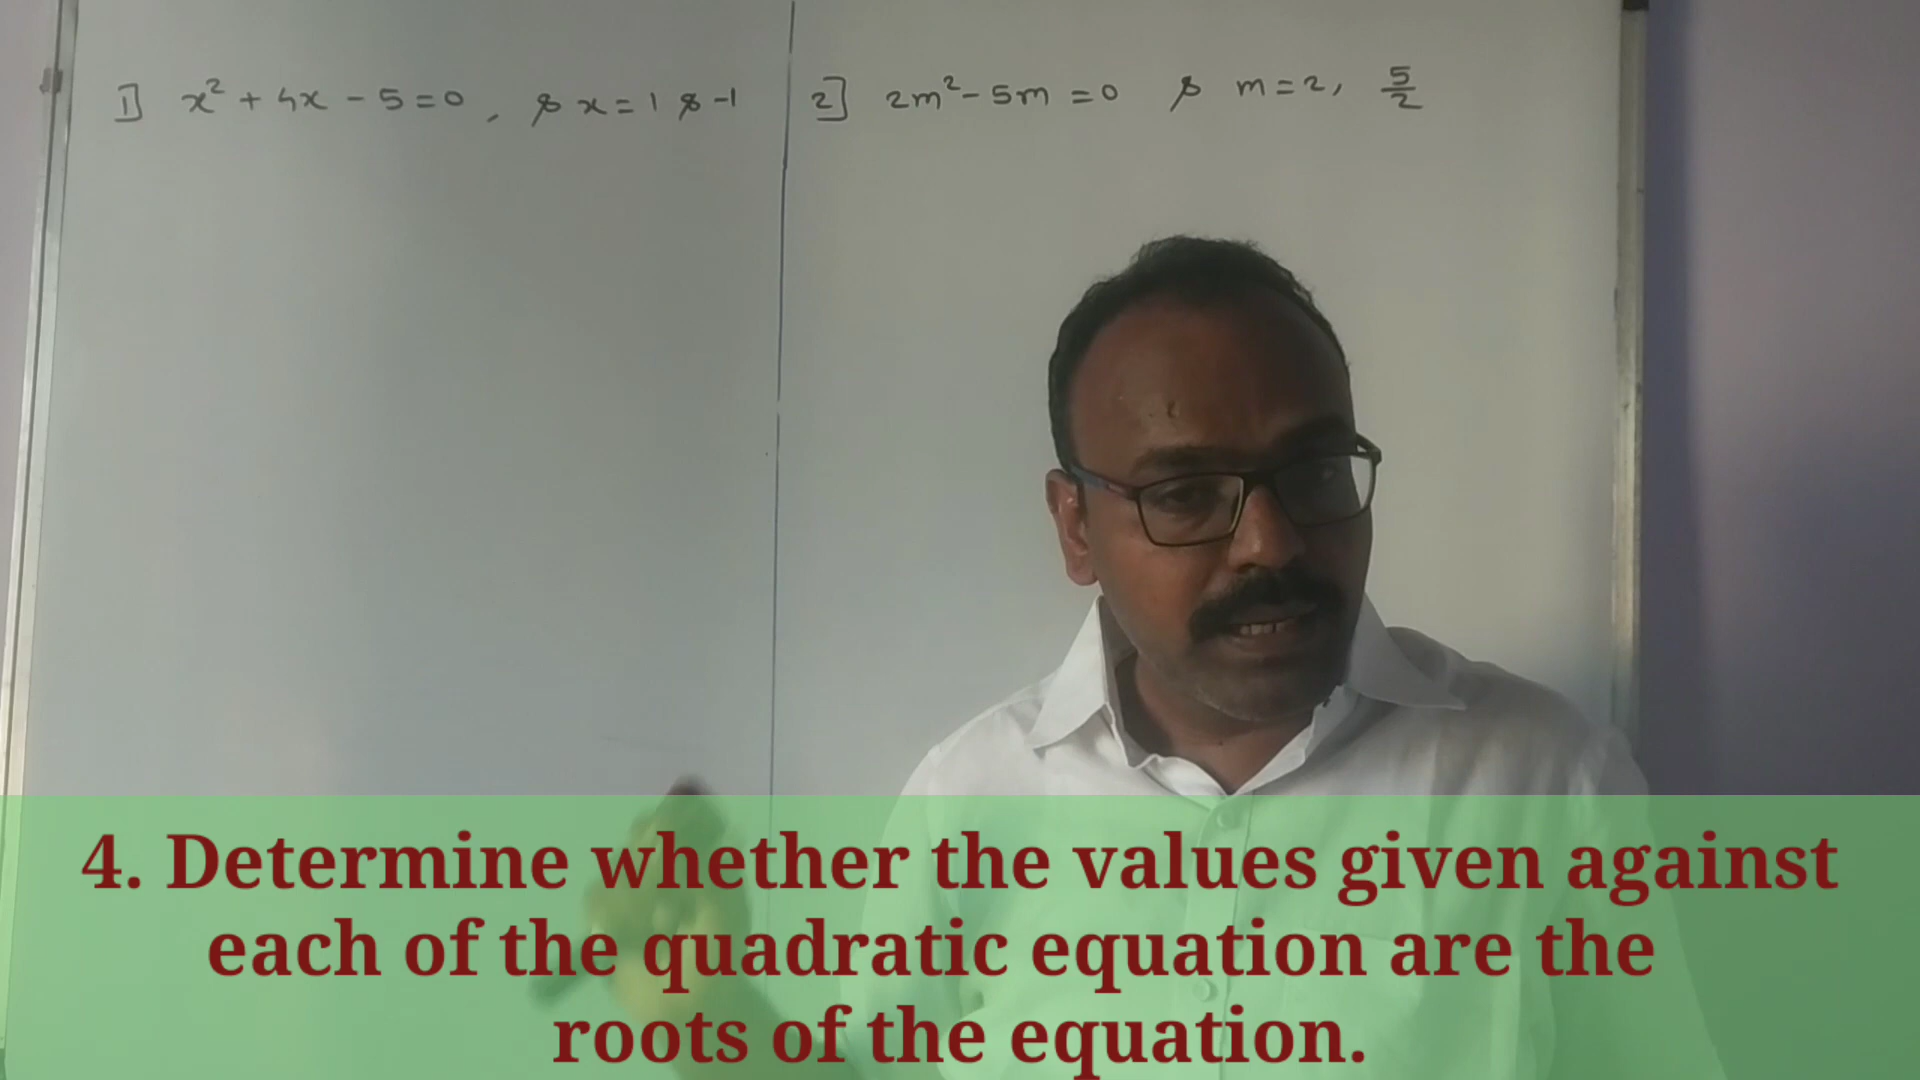 1] x² + 4x - 5 = 0, & x = 1 & -1
2] 2m² - 5m = 0 & m = 2, 5/2
4. Determine whether the values given against
each of the quadratic equation are the
roots of the equation.